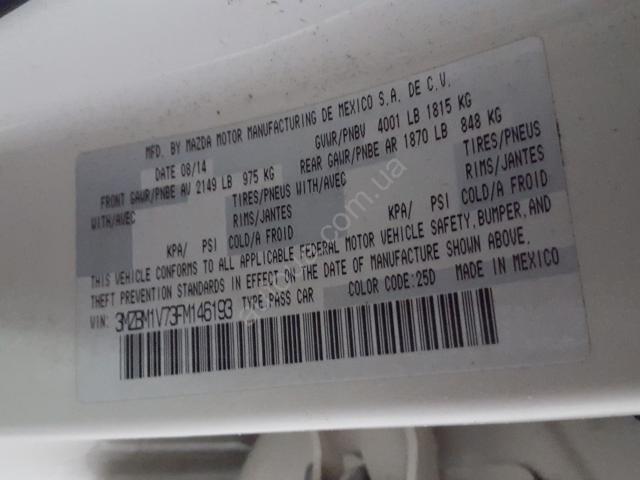 MFD. BY MAZDA MOTOR MANUFACTURING DE MEXICO S.A. DE C.V.
DATE 08/14 GVWR/PNBV 4001 LB 1815 KG
FRONT GAWR/PNBE AV 2149 LB 975 KG REAR GAWR/PNBE AR 1870 LB 848 KG
WITH/AVEC TIRES/PNEUS WITH/AVEC TIRES/PNEUS
RIMS/JANTES RIMS/JANTES
KPA/ PSI COLD/A FROID KPA/ PSI COLD/A FROID
THIS VEHICLE CONFORMS TO ALL APPLICABLE FEDERAL MOTOR VEHICLE SAFETY, BUMPER, AND
THEFT PREVENTION STANDARDS IN EFFECT ON THE DATE OF MANUFACTURE SHOWN ABOVE.
VIN: 3MZBM1V73FM146193 TYPE:PASS CAR COLOR CODE:25D MADE IN MEXICO